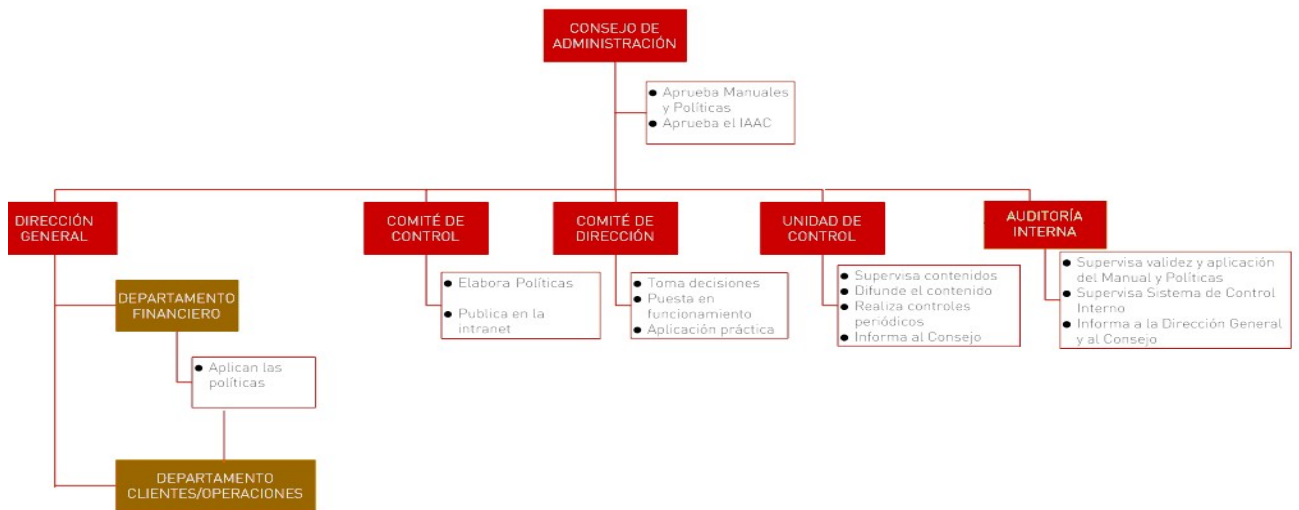 CONSEJO DE
ADMINISTRACIÓN
● Aprueba Manuales
y Políticas
● Aprueba el IAAC
DIRECCIÓN
GENERAL
COMITÉ DE
CONTROL
COMITÉ DE
DIRECCIÓN
UNIDAD DE
CONTROL
AUDITORÍA
INTERNA
● Elabora Políticas
● Publica en la
intranet
● Toma decisiones
● Puesta en
funcionamiento
● Aplicación práctica
● Supervisa contenidos
● Difunde el contenido
● Realiza controles
periódicos
● Informa al Consejo
● Supervisa validez y aplicación
del Manual y Políticas
● Supervisa Sistema de Control
Interno
● Informa a la Dirección General
y al Consejo
DEPARTAMENTO
FINANCIERO
● Aplican las
políticas
DEPARTAMENTO
CLIENTES/OPERACIONES